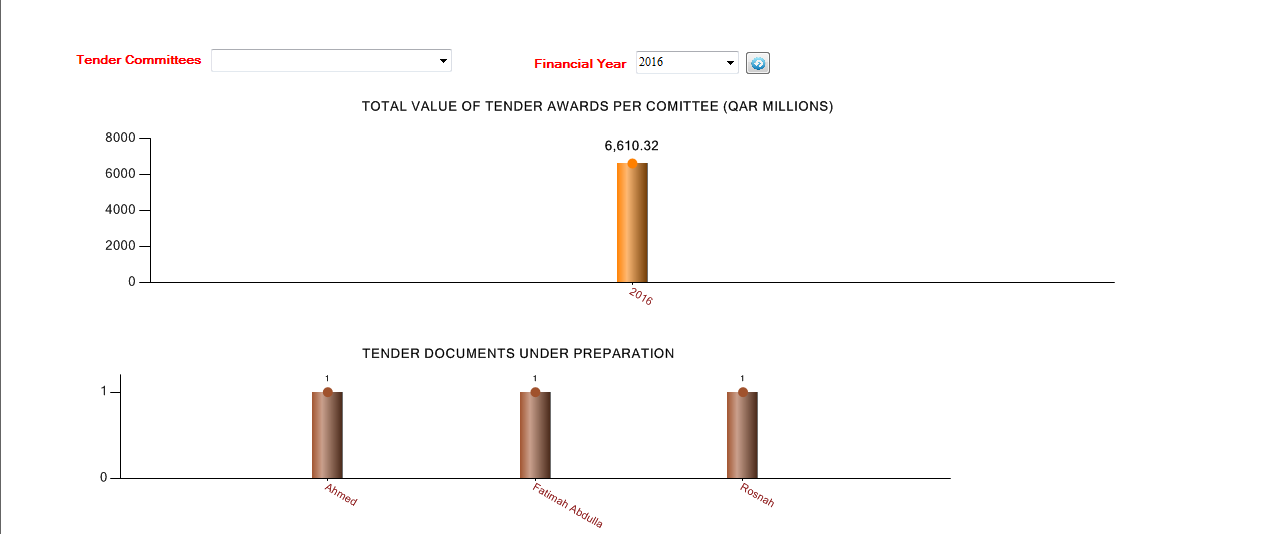 Tender Committees
Financial Year 2016
TOTAL VALUE OF TENDER AWARDS PER COMITTEE (QAR MILLIONS)
8000
6,610.32
6000
4000
2000
0
2016
TENDER DOCUMENTS UNDER PREPARATION
1 1 1
1
0
Ahmed Fatimah Abdulla Rosnah